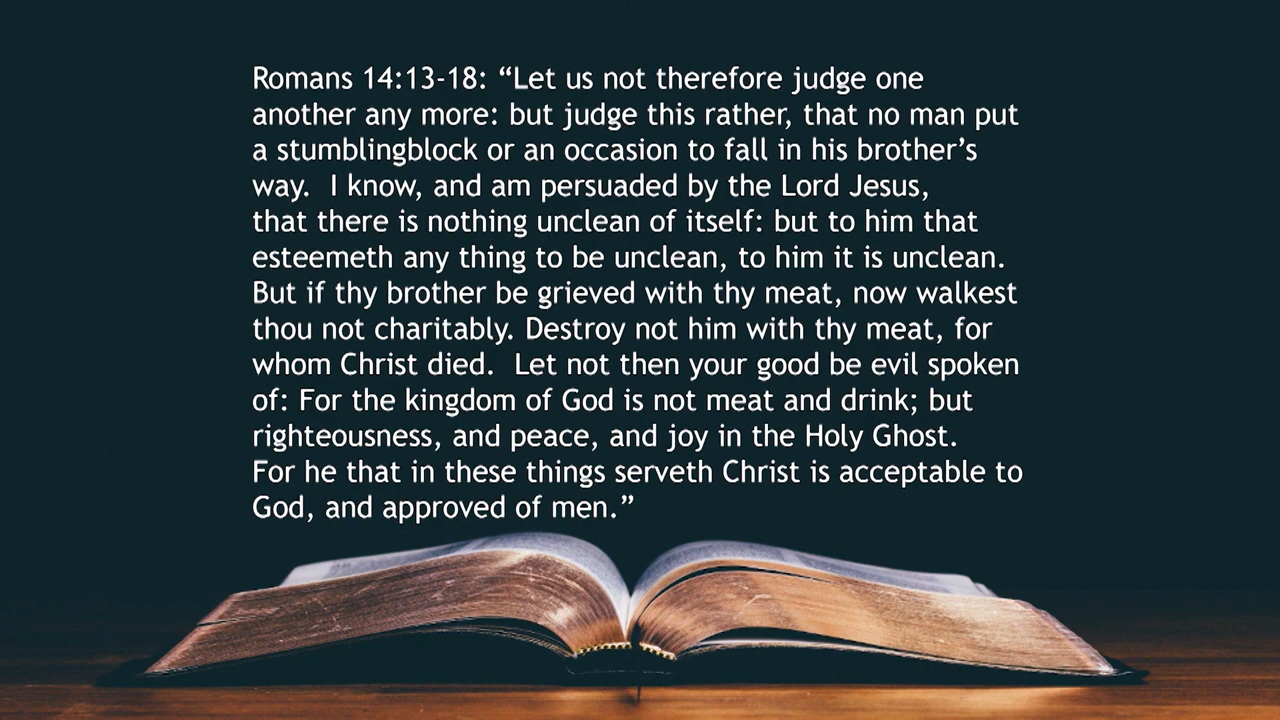 Romans 14:13-18: “Let us not therefore judge one
another any more: but judge this rather, that no man put
a stumblingblock or an occasion to fall in his brother’s
way.  I know, and am persuaded by the Lord Jesus,
that there is nothing unclean of itself: but to him that
esteemeth any thing to be unclean, to him it is unclean.
But if thy brother be grieved with thy meat, now walkest
thou not charitably. Destroy not him with thy meat, for
whom Christ died.  Let not then your good be evil spoken
of: For the kingdom of God is not meat and drink; but
righteousness, and peace, and joy in the Holy Ghost.
For he that in these things serveth Christ is acceptable to
God, and approved of men.”